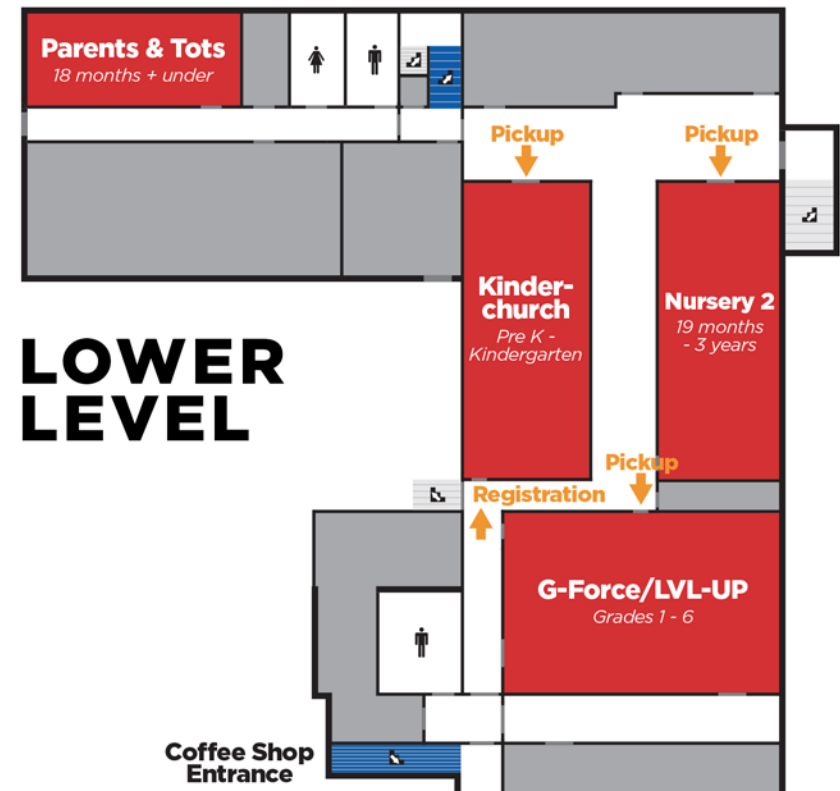 Parents & Tots
18 months + under
Pickup
Pickup
Kinder-
church
Pre K -
Kindergarten
Nursery 2
19 months
- 3 years
LOWER
LEVEL
Pickup
Registration
G-Force/LVL-UP
Grades 1 - 6
Coffee Shop
Entrance